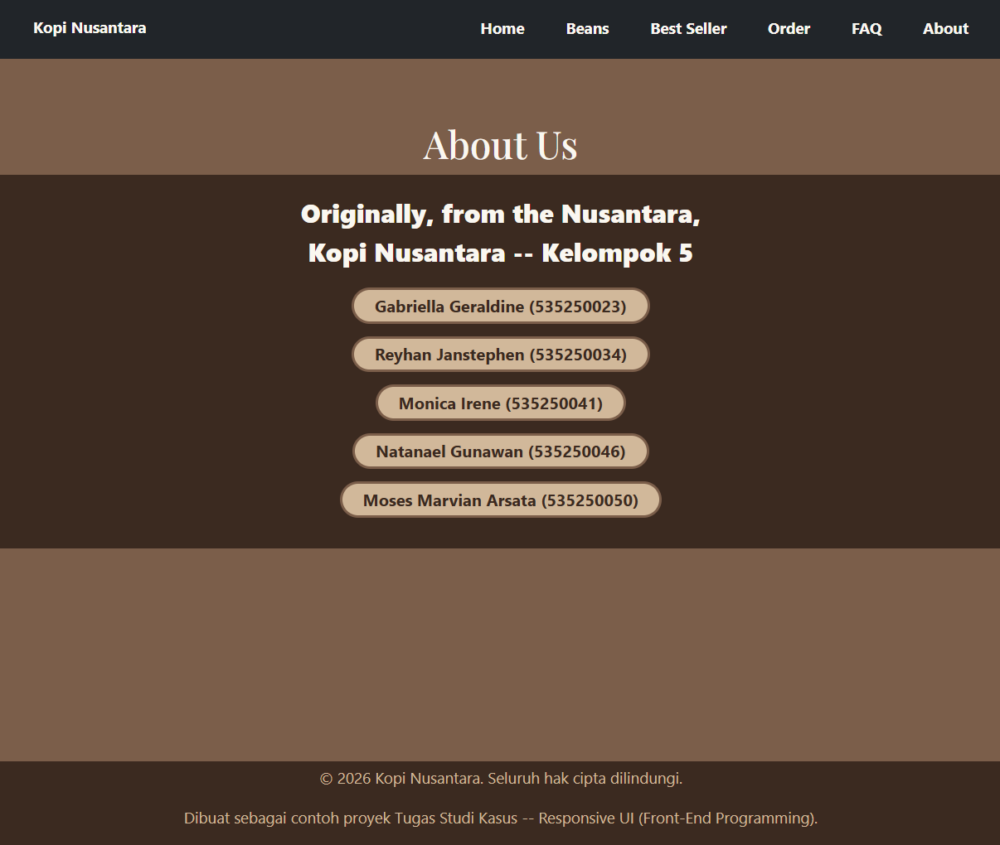 Kopi Nusantara
Home Beans Best Seller Order FAQ About
About Us
Originally, from the Nusantara,
Kopi Nusantara -- Kelompok 5
Gabriella Geraldine (535250023)
Reyhan Janstephen (535250034)
Monica Irene (535250041)
Natanael Gunawan (535250046)
Moses Marvian Arsata (535250050)
© 2026 Kopi Nusantara. Seluruh hak cipta dilindungi.
Dibuat sebagai contoh proyek Tugas Studi Kasus -- Responsive UI (Front-End Programming).